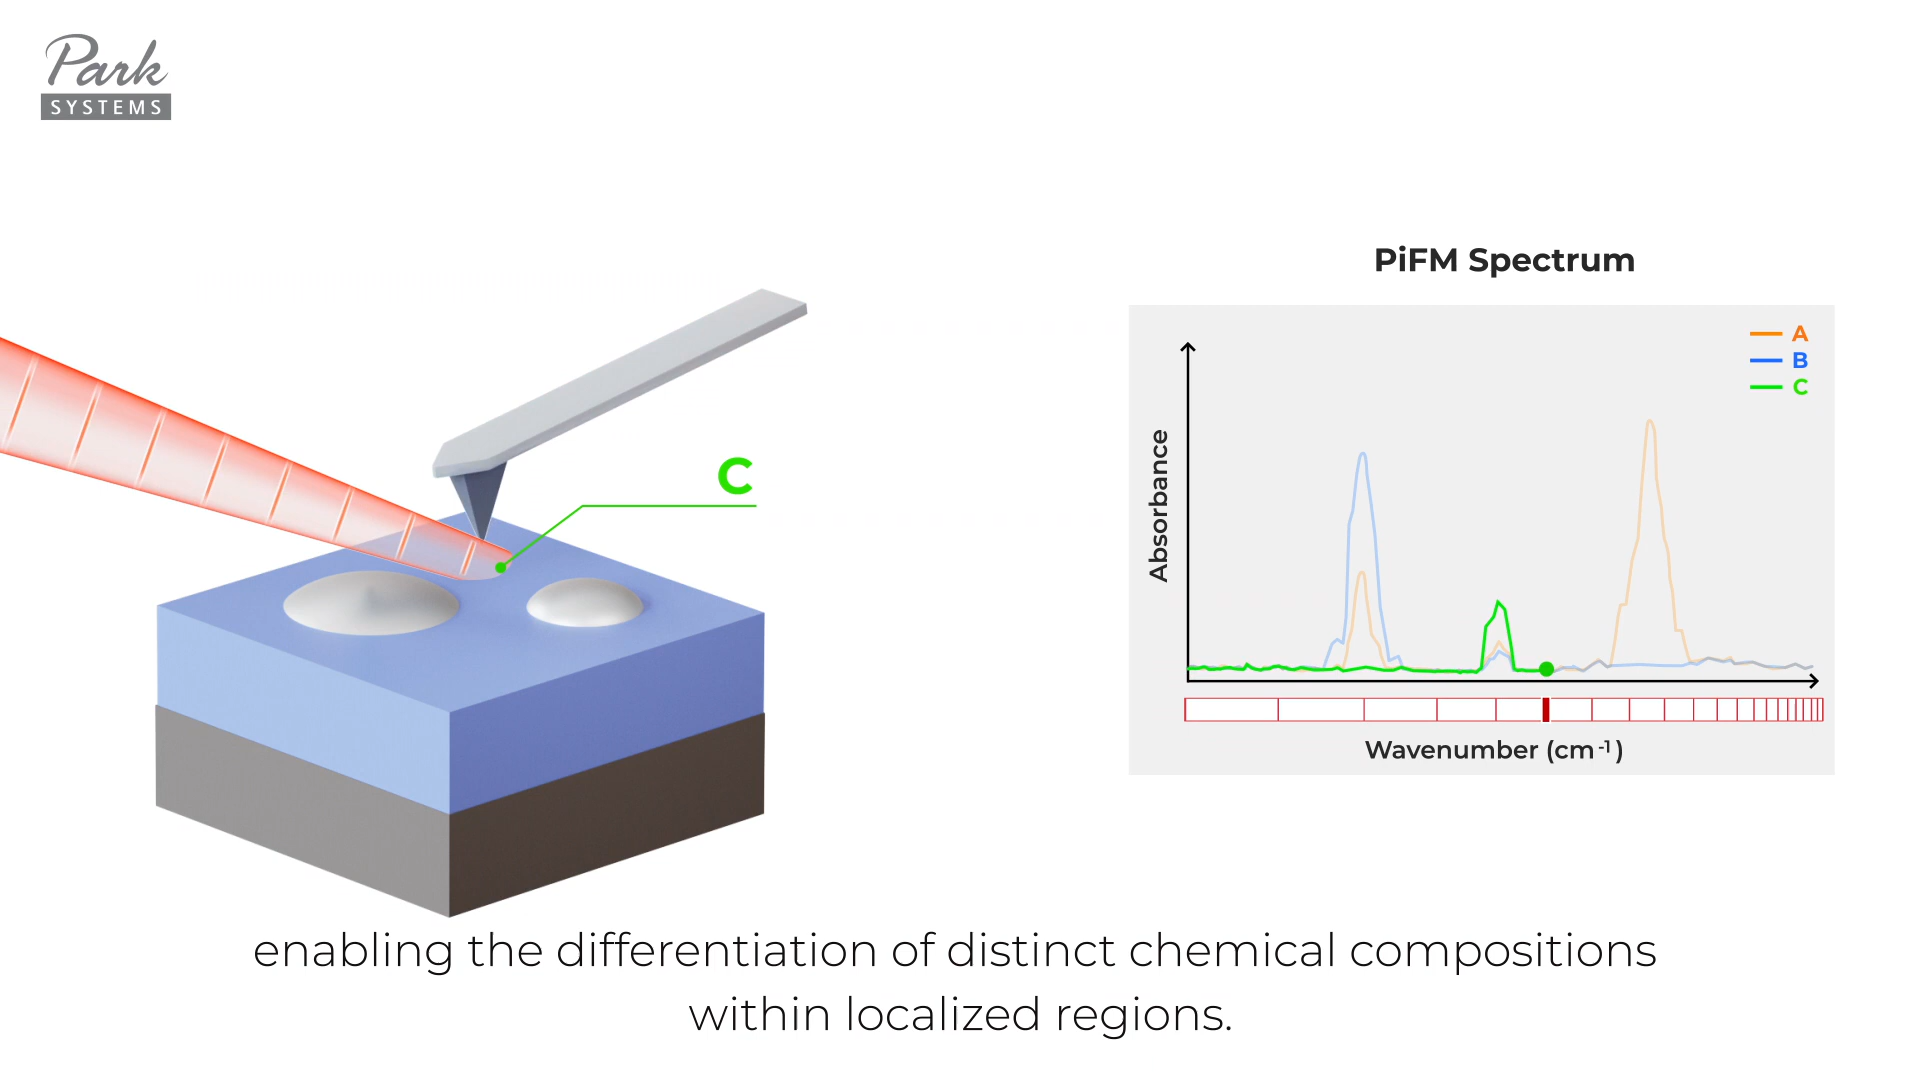 Park
SYSTEMS
PiFM Spectrum
A
B
C
Absorbance
C
Wavenumber (cm⁻¹)
enabling the differentiation of distinct chemical compositions
within localized regions.